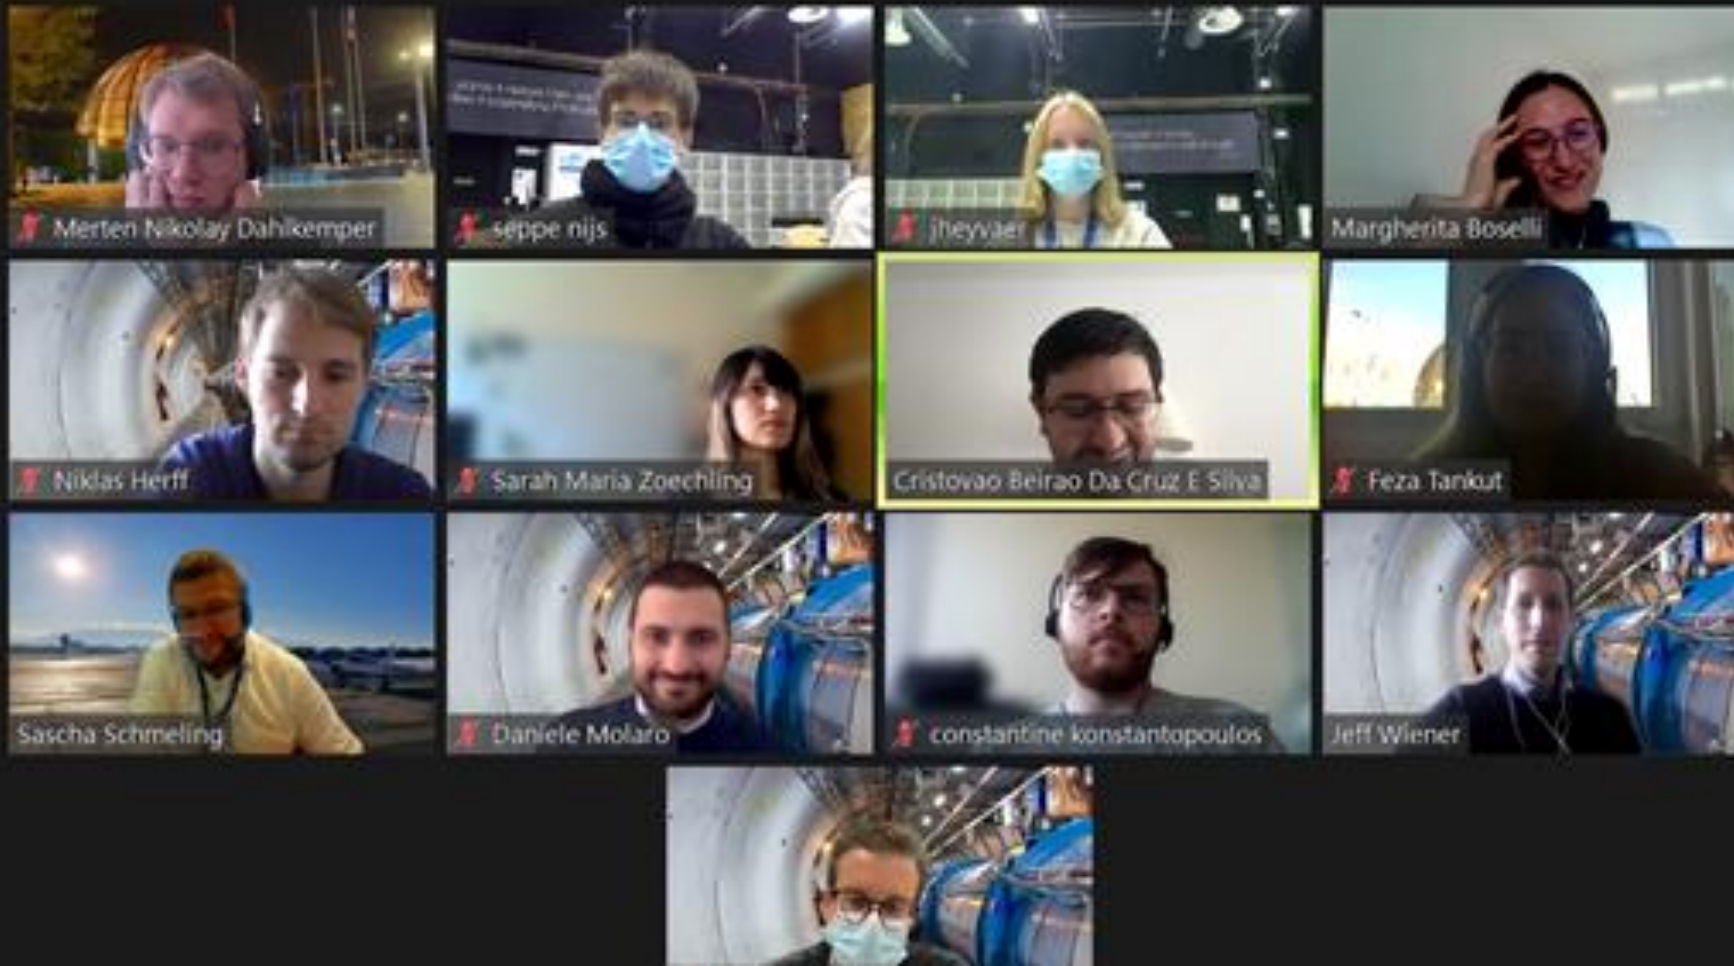 Merten Nikolay Dahlkemper
seppe nijs
jheyvaer
Margherita Boselli
Niklas Herff
Sarah Maria Zoechling
Cristovao Beirao Da Cruz E Silva
Feza Tankut
Sascha Schmeling
Daniele Molaro
constantine konstantopoulos
Jeff Wiener